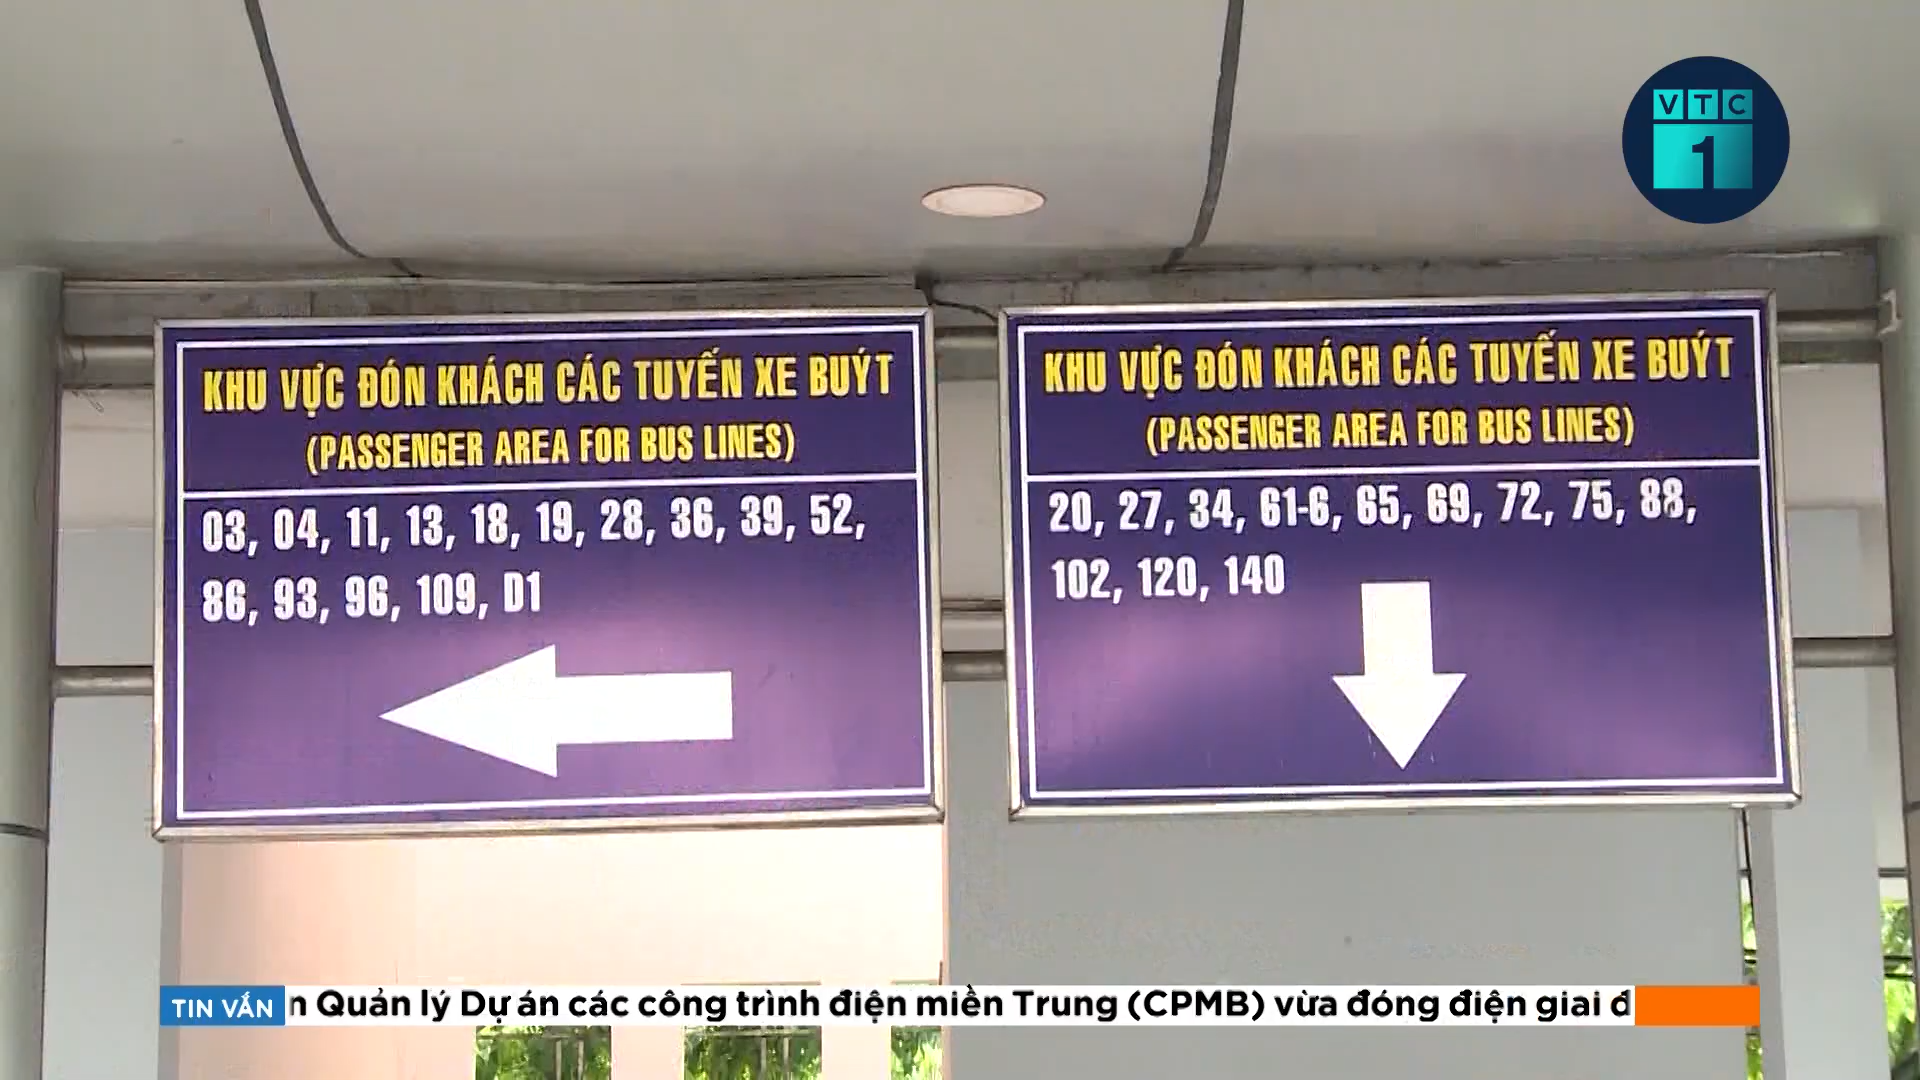 VTC
1
KHU VỰC ĐÓN KHÁCH CÁC TUYẾN XE BUÝT
(PASSENGER AREA FOR BUS LINES)
03, 04, 11, 13, 18, 19, 28, 36, 39, 52,
86, 93, 96, 109, D1
KHU VỰC ĐÓN KHÁCH CÁC TUYẾN XE BUÝT
(PASSENGER AREA FOR BUS LINES)
20, 27, 34, 61-6, 65, 69, 72, 75, 88,
102, 120, 140
TIN VẮN n Quản lý Dự án các công trình điện miền Trung (CPMB) vừa đóng điện giai đ